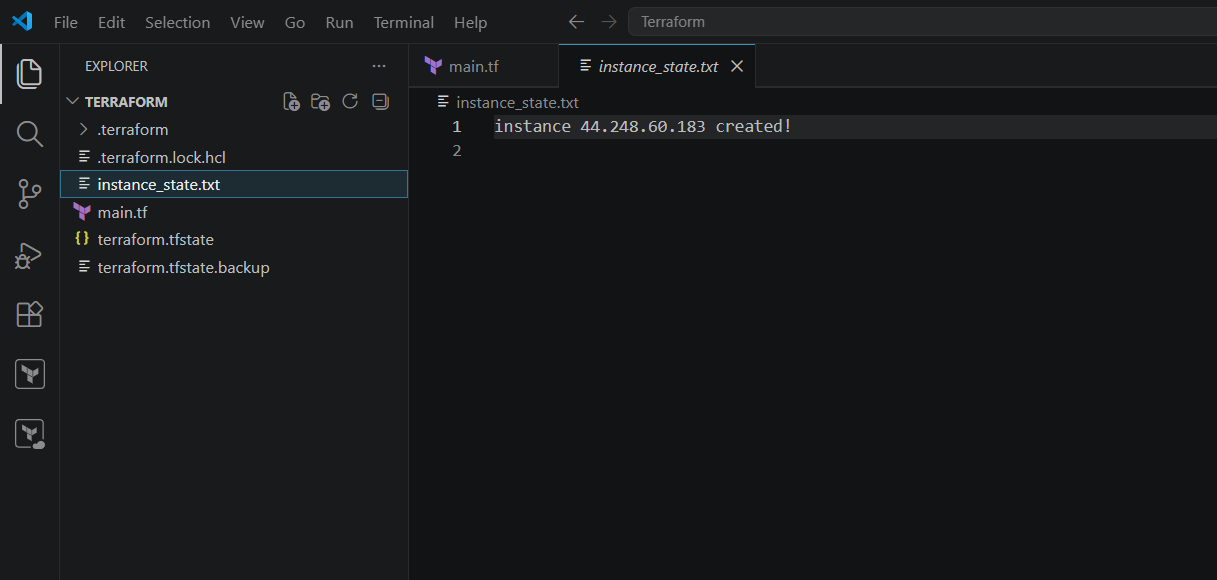 File Edit Selection View Go Run Terminal Help
Terraform
EXPLORER ...
TERRAFORM
.terraform
.terraform.lock.hcl
instance_state.txt
main.tf
terraform.tfstate
terraform.tfstate.backup
main.tf
instance_state.txt
instance_state.txt
1 instance 44.248.60.183 created!
2